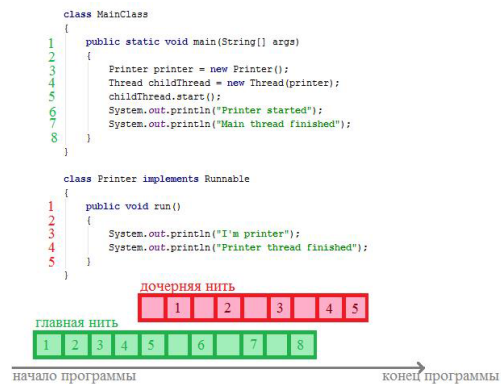 class MainClass
{
1 public static void main(String[] args)
2 {
3 Printer printer = new Printer();
4 Thread childThread = new Thread(printer);
5 childThread.start();
6 System.out.println("Printer started");
7 System.out.println("Main thread finished");
8 }
}
class Printer implements Runnable
{
1 public void run()
2 {
3 System.out.println("I'm printer");
4 System.out.println("Printer thread finished");
5 }
}
дочерняя нить
1 2 3 4 5
главная нить
1 2 3 4 5 6 7 8
начало программы конец программы